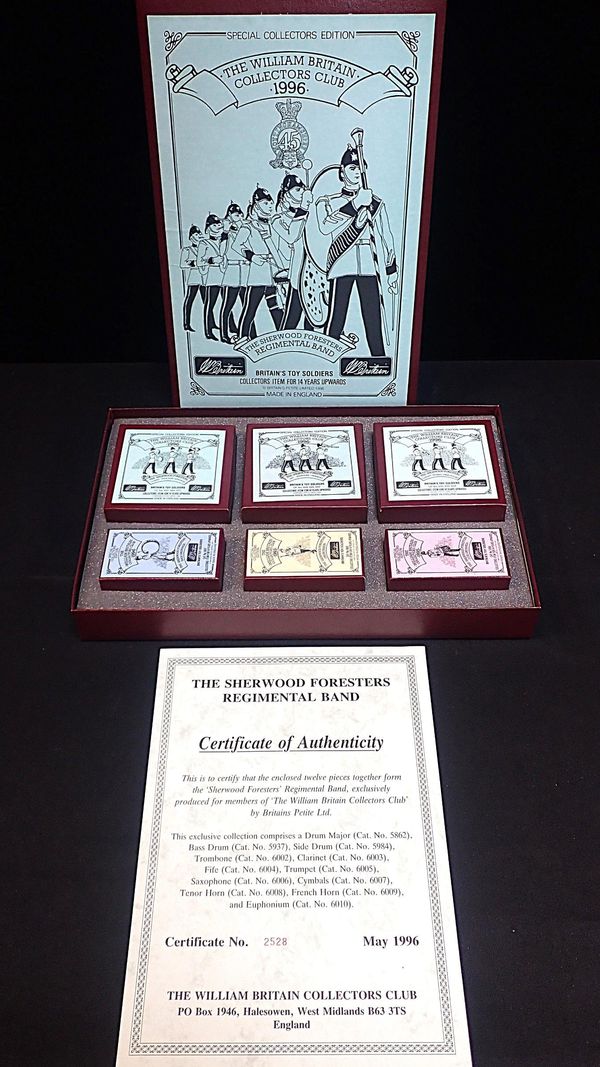 SPECIAL COLLECTORS EDITION
·THE WILLIAM BRITAIN·
COLLECTORS CLUB
·1996·
45
THE SHERWOOD FORESTERS
REGIMENTAL BAND
W Britain
W Britain
BRITAIN'S TOY SOLDIERS
COLLECTORS ITEM FOR 14 YEARS UPWARDS
© BRITAINS PETITE LIMITED 1996
MADE IN ENGLAND
THE SHERWOOD FORESTERS
REGIMENTAL BAND
Certificate of Authenticity
This is to certify that the enclosed twelve pieces together form
the 'Sherwood Foresters' Regimental Band, exclusively
produced for members of 'The William Britain Collectors Club'
by Britains Petite Ltd.
This exclusive collection comprises a Drum Major (Cat. No. 5862),
Bass Drum (Cat. No. 5937), Side Drum (Cat. No. 5984),
Trombone (Cat. No. 6002), Clarinet (Cat. No. 6003),
Fife (Cat. No. 6004), Trumpet (Cat. No. 6005),
Saxophone (Cat. No. 6006), Cymbals (Cat. No. 6007),
Tenor Horn (Cat. No. 6008), French Horn (Cat. No. 6009),
and Euphonium (Cat. No. 6010).
Certificate No. 2528 May 1996
THE WILLIAM BRITAIN COLLECTORS CLUB
PO Box 1946, Halesowen, West Midlands B63 3TS
England